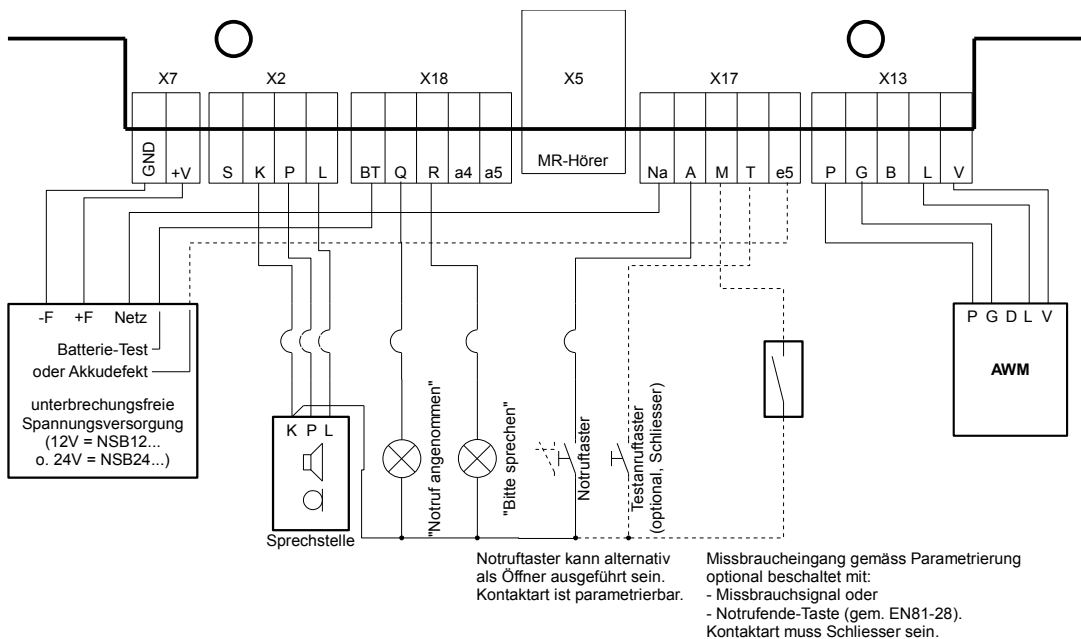 X7 X2 X18 X5 X17 X13
GND +V S K P L BT Q R a4 a5 MR-Hörer Na A M T e5 P G B L V
-F +F Netz
Batterie-Test
oder Akkudefekt
unterbrechungsfreie
Spannungsversorgung
(12V = NSB12...
o. 24V = NSB24...)
K P L
Sprechstelle
"Notruf angenommen"
"Bitte sprechen"
Notruftaster
Testanruftaster
(optional, Schliesser)
P G D L V
AWM
Notruftaster kann alternativ
als Öffner ausgeführt sein.
Kontaktart ist parametrierbar.
Missbraucheingang gemäss Parametrierung
optional beschaltet mit:
- Missbrauchsignal oder
- Notrufende-Taste (gem. EN81-28).
Kontaktart muss Schliesser sein.